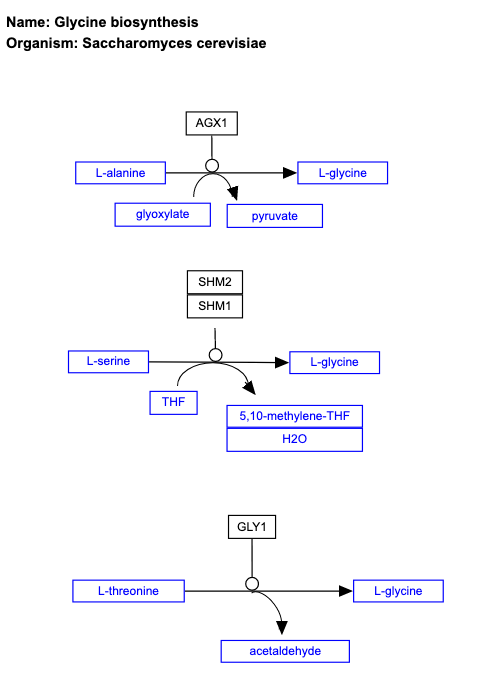 Name: Glycine biosynthesis
Organism: Saccharomyces cerevisiae
AGX1
L-alanine
L-glycine
glyoxylate
pyruvate
SHM2
SHM1
L-serine
L-glycine
THF
5,10-methylene-THF
H2O
GLY1
L-threonine
L-glycine
acetaldehyde